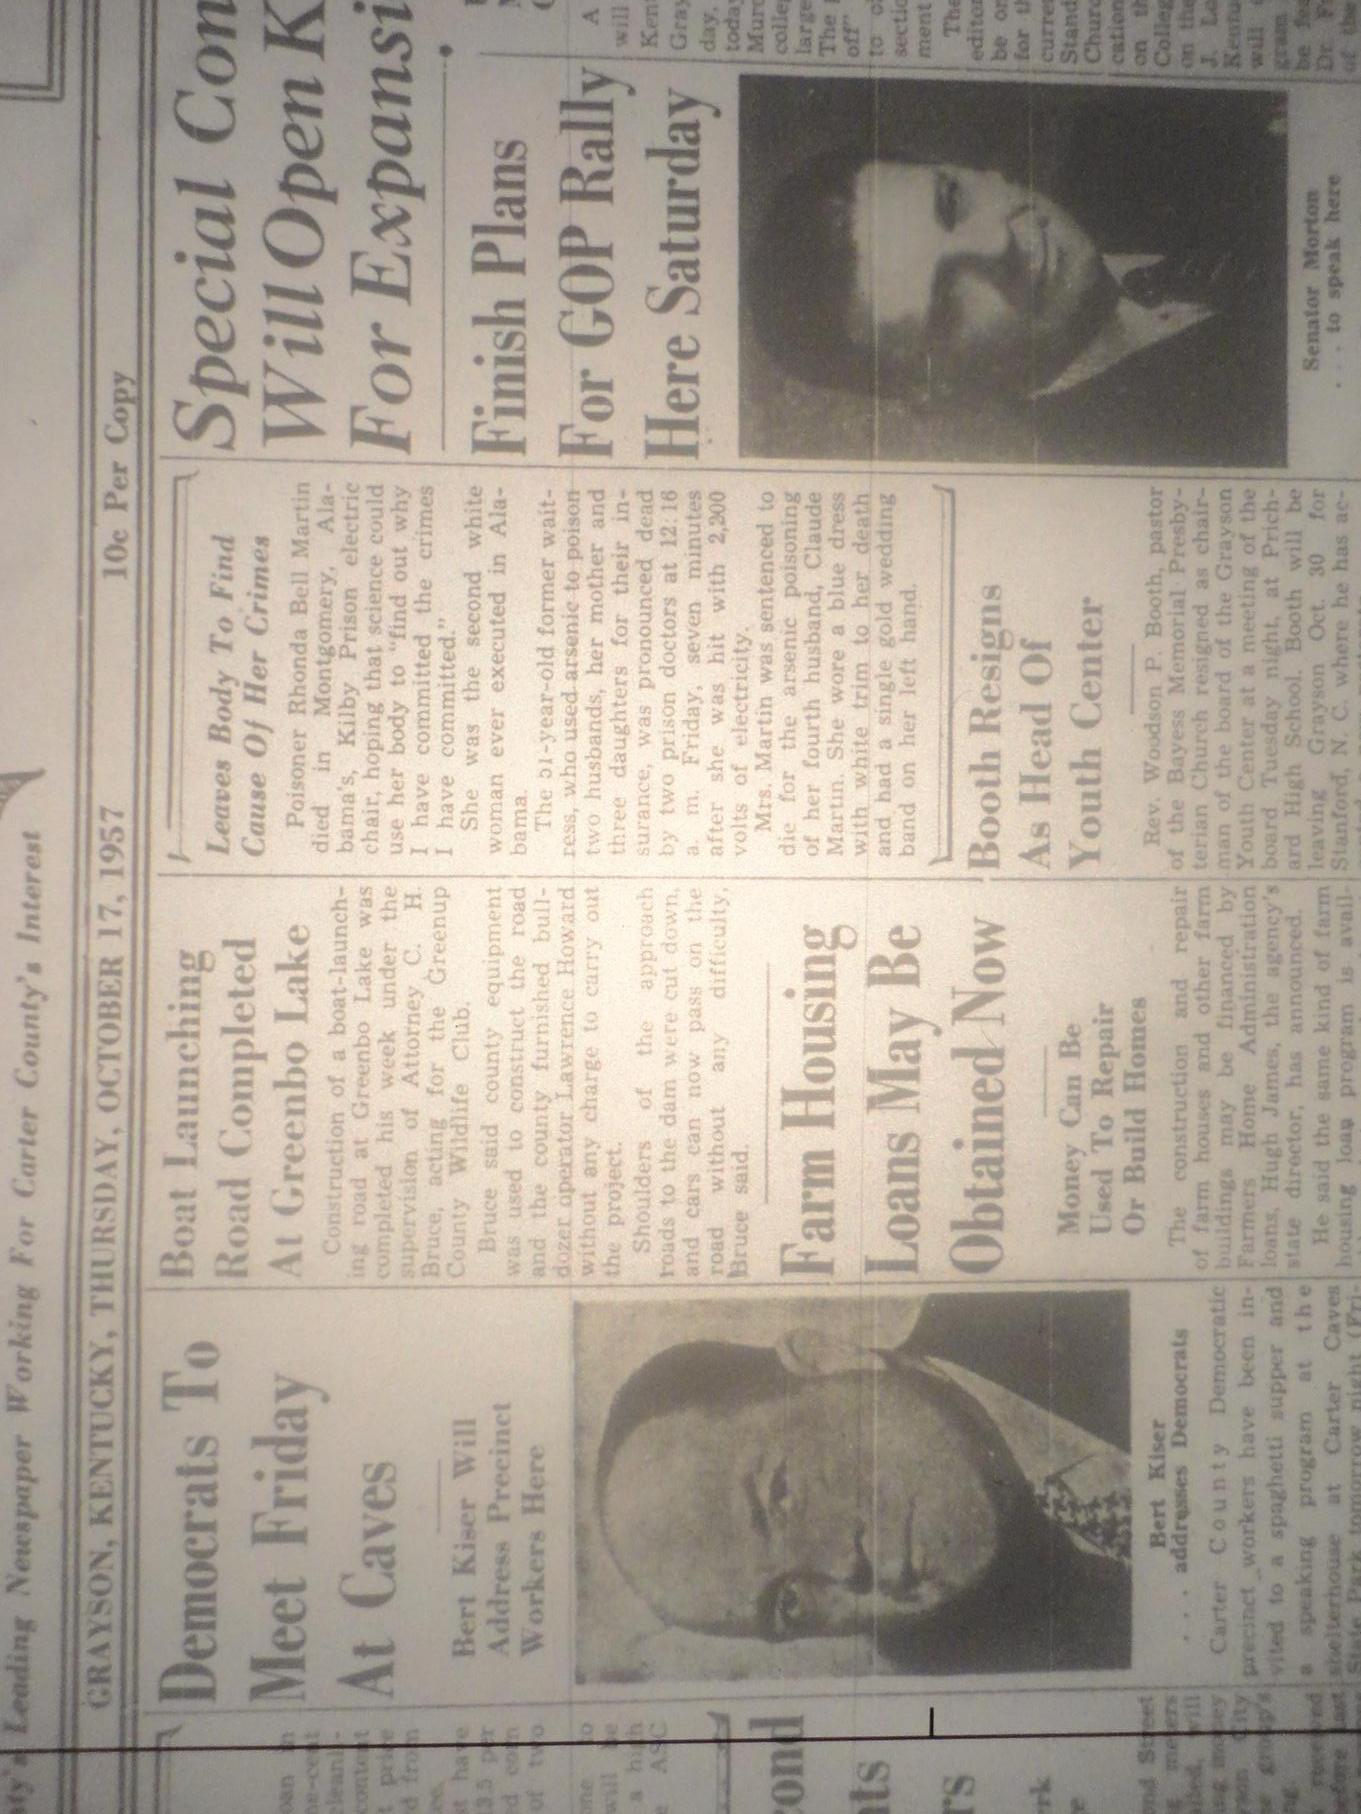 Leading Newspaper Working For Carter County's Interest
GRAYSON, KENTUCKY, THURSDAY, OCTOBER 17, 1957
10c Per Copy
Democrats To
Meet Friday
At Caves
Bert Kiser Will
Address Precinct
Workers Here
Bert Kiser
. . . addresses Democrats
Carter County Democratic
precinct workers have been in-
vited to a spaghetti supper and
a speaking program at the
shelterhouse at Carter Caves
State Park tomorrow night (Fri-
Boat Launching
Road Completed
At Greenbo Lake
Construction of a boat-launch-
ing road at Greenbo Lake was
completed his week under the
supervision of Attorney C. H.
Bruce, acting for the Greenup
County Wildlife Club.
Bruce said county equipment
was used to construct the road
and the county furnished bull-
dozer operator Lawrence Howard
without any charge to carry out
the project.
Shoulders of the approach
roads to the dam were cut down,
and cars can now pass on the
road without any difficulty,
Bruce said.
Farm Housing
Loans May Be
Obtained Now
Money Can Be
Used To Repair
Or Build Homes
The construction and repair
of farm houses and other farm
buildings may be financed by
Farmers Home Administration
loans, Hugh James, the agency's
state director, has announced.
He said the same kind of farm
housing loan program is avail-
Leaves Body To Find
Cause Of Her Crimes
Poisoner Rhonda Bell Martin
died in Montgomery, Ala-
bama's, Kilby Prison electric
chair, hoping that science could
use her body to "find out why
I have committed the crimes
I have committed."
She was the second white
woman ever executed in Ala-
bama.
The 51-year-old former wait-
ress, who used arsenic to poison
two husbands, her mother and
three daughters for their in-
surance, was pronounced dead
by two prison doctors at 12:16
a. m. Friday, seven minutes
after she was hit with 2,200
volts of electricity.
Mrs. Martin was sentenced to
die for the arsenic poisoning
of her fourth husband, Claude
Martin. She wore a blue dress
with white trim to her death
and had a single gold wedding
band on her left hand.
Booth Resigns
As Head Of
Youth Center
Rev. Woodson P. Booth, pastor
of the Bayess Memorial Presby-
terian Church resigned as chair-
man of the board of the Grayson
Youth Center at a meeting of the
board Tuesday night, at Prich-
ard High School. Booth will be
leaving Grayson Oct. 30 for
Stanford, N. C. where he has ac-
Special Con
Will Open K
For Expansi
Finish Plans
For GOP Rally
Here Saturday
Senator Morton
. . . to speak here